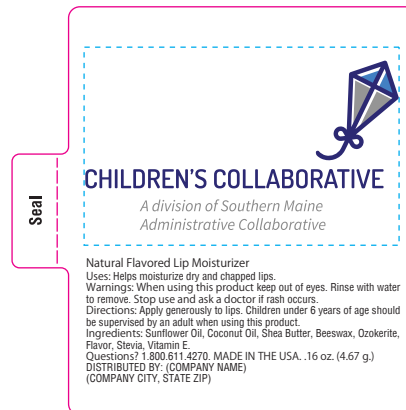 Seal
CHILDREN'S COLLABORATIVE
A division of Southern Maine
Administrative Collaborative
Natural Flavored Lip Moisturizer
Uses: Helps moisturize dry and chapped lips.
Warnings: When using this product keep out of eyes. Rinse with water
to remove. Stop use and ask a doctor if rash occurs.
Directions: Apply generously to lips. Children under 6 years of age should
be supervised by an adult when using this product.
Ingredients: Sunflower Oil, Coconut Oil, Shea Butter, Beeswax, Ozokerite,
Flavor, Stevia, Vitamin E.
Questions? 1.800.611.4270. MADE IN THE USA. .16 oz. (4.67 g.)
DISTRIBUTED BY: (COMPANY NAME)
(COMPANY CITY, STATE ZIP)